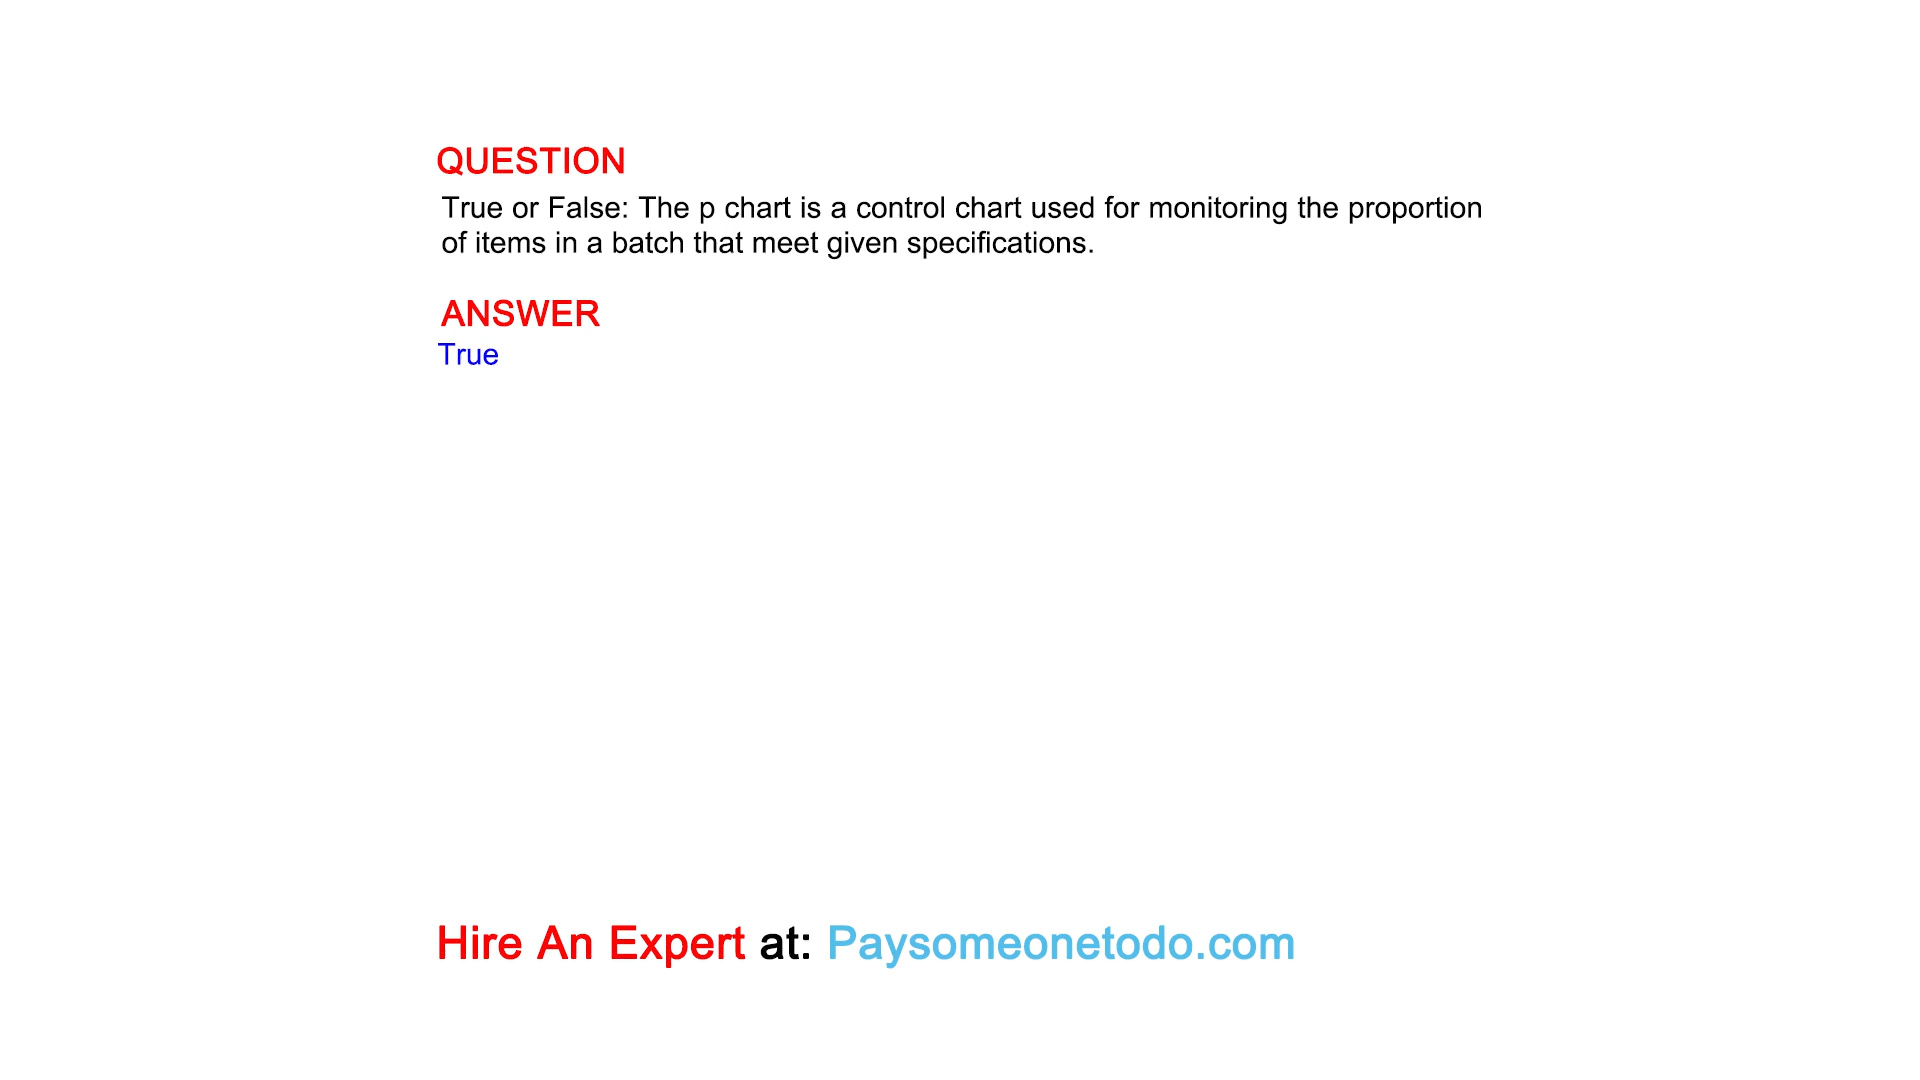 QUESTION
True or False: The p chart is a control chart used for monitoring the proportion
of items in a batch that meet given specifications.
ANSWER
True
Hire An Expert at: Paysomeonetodo.com